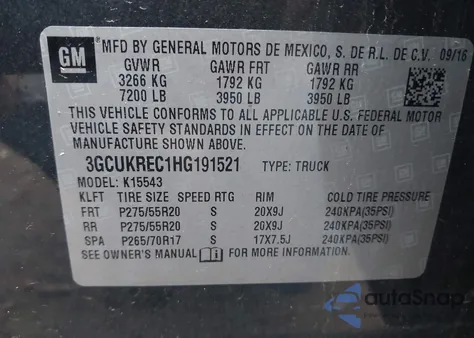 GM
MFD BY GENERAL MOTORS DE MEXICO, S. DE R.L. DE C.V. 09/16
GVWR GAWR FRT GAWR RR
3266 KG 1792 KG 1792 KG
7200 LB 3950 LB 3950 LB
THIS VEHICLE CONFORMS TO ALL APPLICABLE U.S. FEDERAL MOTOR
VEHICLE SAFETY AND THEFT PREVENTION STANDARDS IN EFFECT ON THE DATE OF
MANUFACTURE SHOWN ABOVE.
3GCUKREC1HG191521 TYPE: TRUCK
MODEL: K15543
KLFT TIRE SIZE SPEED RTG RIM COLD TIRE PRESSURE
FRT P275/55R20 S 20X9J 240KPA(35PSI)
RR P275/55R20 S 20X9J 240KPA(35PSI)
SPA P265/70R17 S 17X7.5J 240KPA(35PSI)
SEE OWNER'S MANUAL FOR MORE INFORMATION.
autoSnap